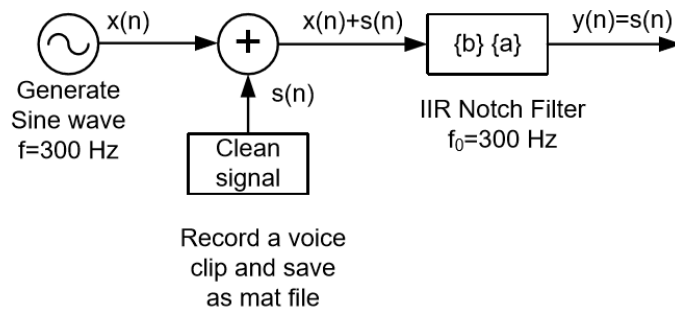 x(n)
x(n)+s(n)
y(n)=s(n)
+
{b} {a}
Generate
Sine wave
f=300 Hz
s(n)
Clean
signal
IIR Notch Filter
f₀=300 Hz
Record a voice
clip and save
as mat file